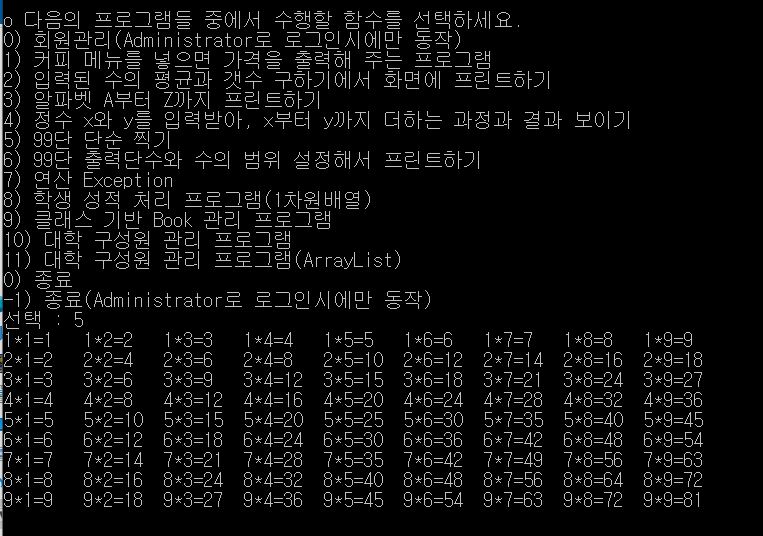 o 다음의 프로그램들 중에서 수행할 함수를 선택하세요.
0) 회원관리(Administrator로 로그인시에만 동작)
1) 커피 메뉴를 넣으면 가격을 출력해 주는 프로그램
2) 입력된 수의 평균과 갯수 구하기에서 화면에 프린트하기
3) 알파벳 A부터 Z까지 프린트하기
4) 정수 x와 y를 입력받아, x부터 y까지 더하는 과정과 결과 보이기
5) 99단 단순 찍기
6) 99단 출력단수와 수의 범위 설정해서 프린트하기
7) 연산 Exception
8) 학생 성적 처리 프로그램(1차원배열)
9) 클래스 기반 Book 관리 프로그램
10) 대학 구성원 관리 프로그램
11) 대학 구성원 관리 프로그램(ArrayList)
0) 종료
-1) 종료(Administrator로 로그인시에만 동작)
선택 : 5
1*1=1 1*2=2 1*3=3 1*4=4 1*5=5 1*6=6 1*7=7 1*8=8 1*9=9
2*1=2 2*2=4 2*3=6 2*4=8 2*5=10 2*6=12 2*7=14 2*8=16 2*9=18
3*1=3 3*2=6 3*3=9 3*4=12 3*5=15 3*6=18 3*7=21 3*8=24 3*9=27
4*1=4 4*2=8 4*3=12 4*4=16 4*5=20 4*6=24 4*7=28 4*8=32 4*9=36
5*1=5 5*2=10 5*3=15 5*4=20 5*5=25 5*6=30 5*7=35 5*8=40 5*9=45
6*1=6 6*2=12 6*3=18 6*4=24 6*5=30 6*6=36 6*7=42 6*8=48 6*9=54
7*1=7 7*2=14 7*3=21 7*4=28 7*5=35 7*6=42 7*7=49 7*8=56 7*9=63
8*1=8 8*2=16 8*3=24 8*4=32 8*5=40 8*6=48 8*7=56 8*8=64 8*9=72
9*1=9 9*2=18 9*3=27 9*4=36 9*5=45 9*6=54 9*7=63 9*8=72 9*9=81